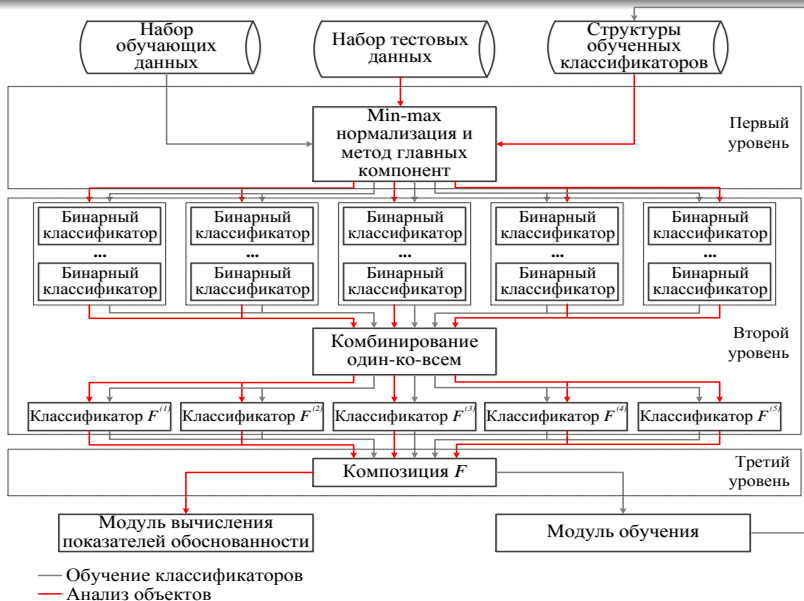 Набор
обучающих
данных
Набор тестовых
данных
Структуры
обученных
классификаторов
Min-max
нормализация и
метод главных
компонент
Первый
уровень
Бинарный
классификатор
...
Бинарный
классификатор
Бинарный
классификатор
...
Бинарный
классификатор
Бинарный
классификатор
...
Бинарный
классификатор
Бинарный
классификатор
...
Бинарный
классификатор
Бинарный
классификатор
...
Бинарный
классификатор
Комбинирование
один-ко-всем
Второй
уровень
Классификатор F⁽¹⁾
Классификатор F⁽²⁾
Классификатор F⁽³⁾
Классификатор F⁽⁴⁾
Классификатор F⁽⁵⁾
Композиция F
Третий
уровень
Модуль вычисления
показателей обоснованности
Модуль обучения
Обучение классификаторов
Анализ объектов